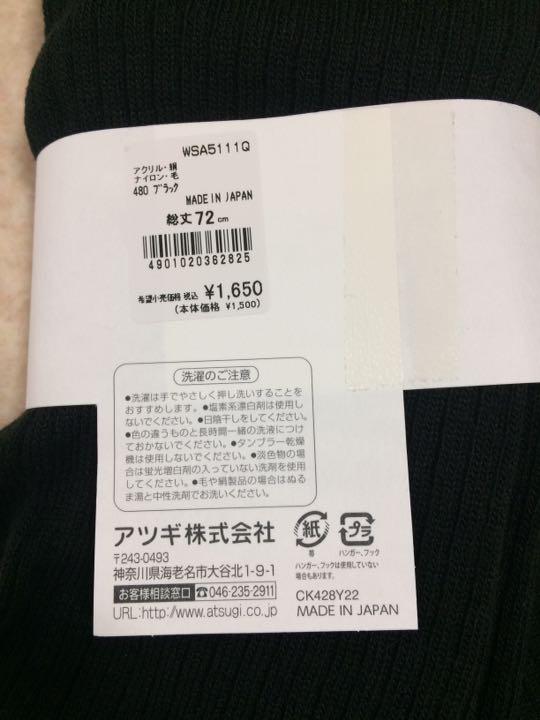 WSA5111Q
アクリル・絹
ナイロン・毛
480 ブラック
MADE IN JAPAN
総丈72cm
4901020362825
希望小売価格 税込 ¥1,650
(本体価格 ¥1,500)
洗濯のご注意
●洗濯は手でやさしく押し洗いすることを
おすすめします。●塩素系漂白剤は使用し
ないでください。●日陰干しをしてください。
●色の違うものと長時間一緒の洗液につけ
ておかないでください。●タンブラー乾燥
機は使用しないでください。●淡色物の場
合は蛍光増白剤の入っていない洗剤を使用
してください。●毛や絹製品の場合はぬる
ま湯と中性洗剤でお洗いください。
アツギ株式会社
〒243-0493
神奈川県海老名市大谷北1-9-1
お客様相談窓口 ☎046-235-2911
URL:http://www.atsugi.co.jp
紙
帯
プラ
ハンガー、フック
ハンガー、フックは使用していない
場合もあります。
CK428Y22
MADE IN JAPAN